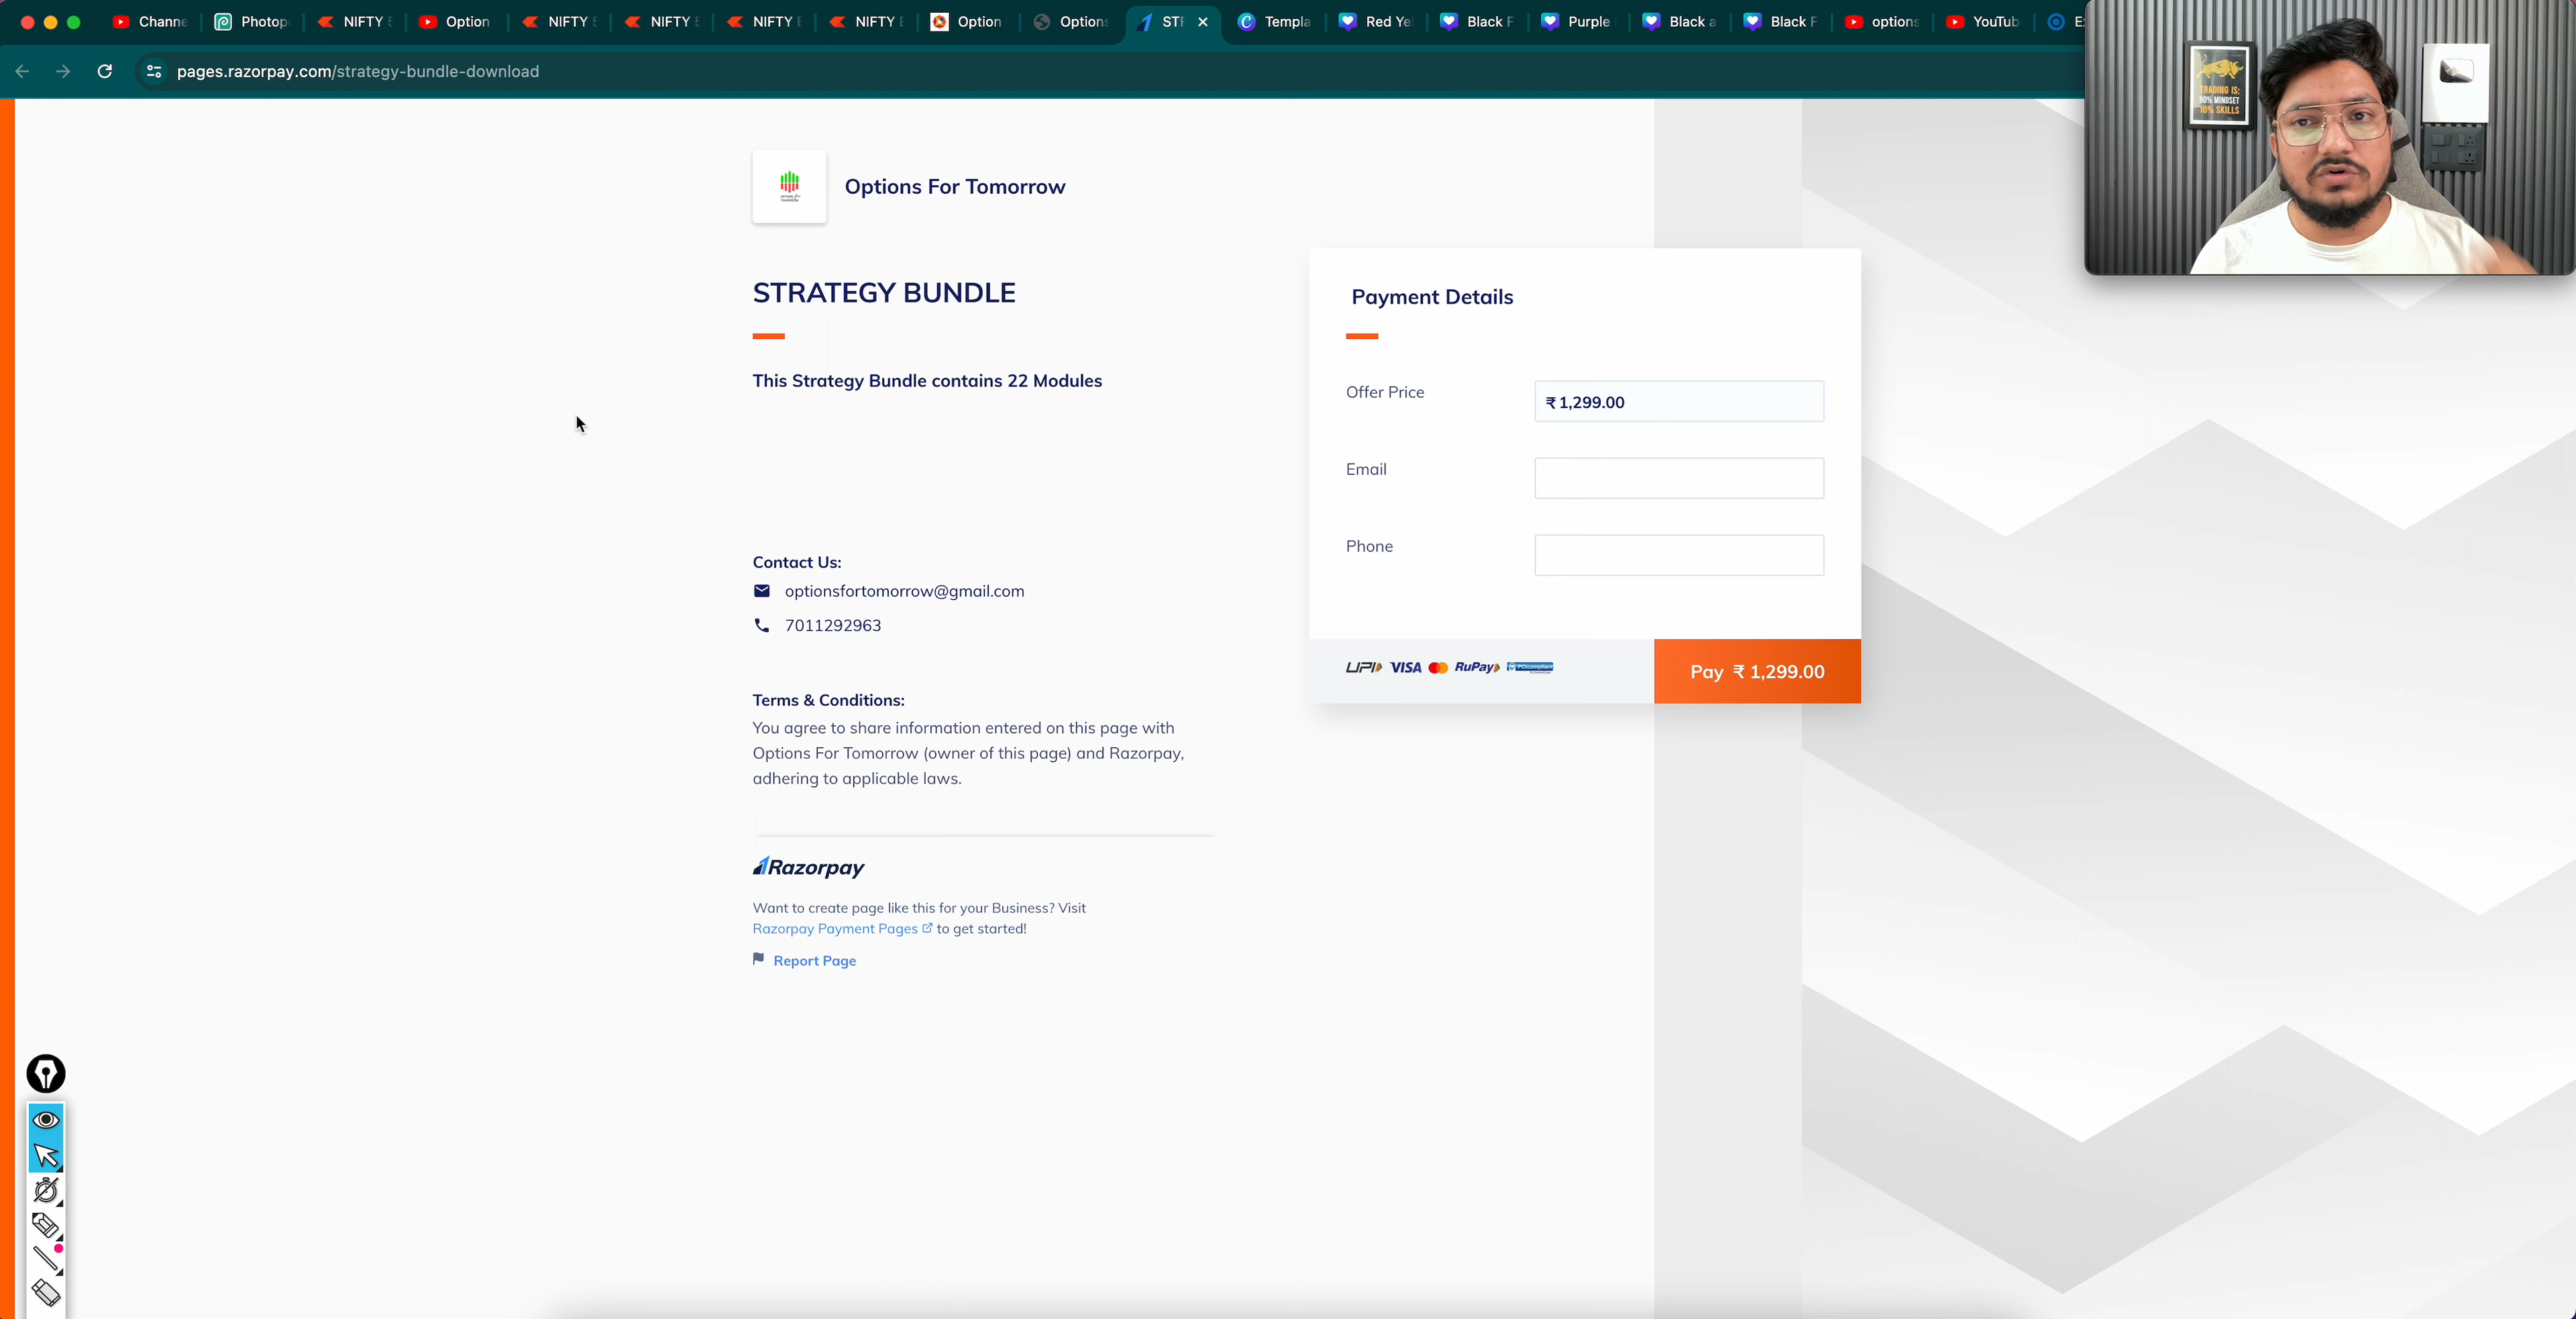 Channe
Photop
NIFTY 5
Option
NIFTY 5
NIFTY 5
NIFTY B
NIFTY B
Option
Options
STR
Templa
Red Ye
Black F
Purple
Black a
Black F
options
YouTub
pages.razorpay.com/strategy-bundle-download
TRADING IS:
80% MINDSET
10% SKILLS
Options For Tomorrow
STRATEGY BUNDLE
This Strategy Bundle contains 22 Modules
Contact Us:
optionsfortomorrow@gmail.com
7011292963
Terms & Conditions:
You agree to share information entered on this page with
Options For Tomorrow (owner of this page) and Razorpay,
adhering to applicable laws.
Razorpay
Want to create page like this for your Business? Visit
Razorpay Payment Pages to get started!
Report Page
Payment Details
Offer Price
₹ 1,299.00
Email
Phone
UPI VISA RuPay
Pay ₹ 1,299.00